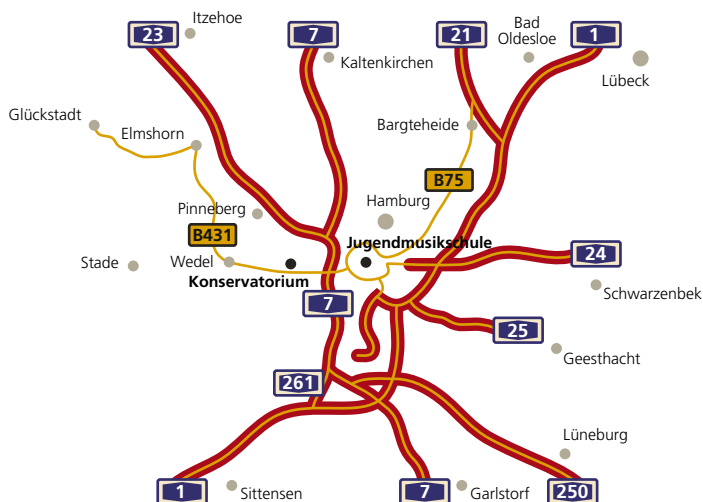 Itzehoe
23
7
21
Bad
Oldesloe
1
Kaltenkirchen
Lübeck
Glückstadt
Elmshorn
Bargteheide
B75
Pinneberg
Hamburg
B431
Jugendmusikschule
Stade
Wedel
Konservatorium
24
Schwarzenbek
7
25
Geesthacht
261
Lüneburg
1
Sittensen
7
Garlstorf
250